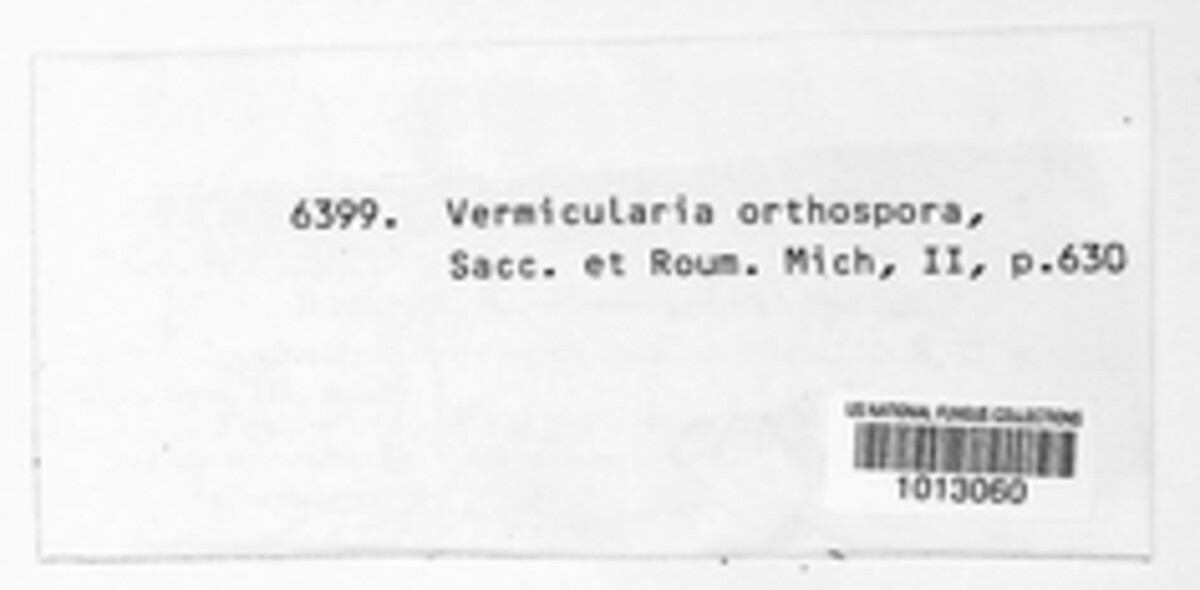 6399. Vermicularia orthospora,
Sacc. et Roum. Mich, II, p.630
US NATIONAL FUNGUS COLLECTIONS
1013060